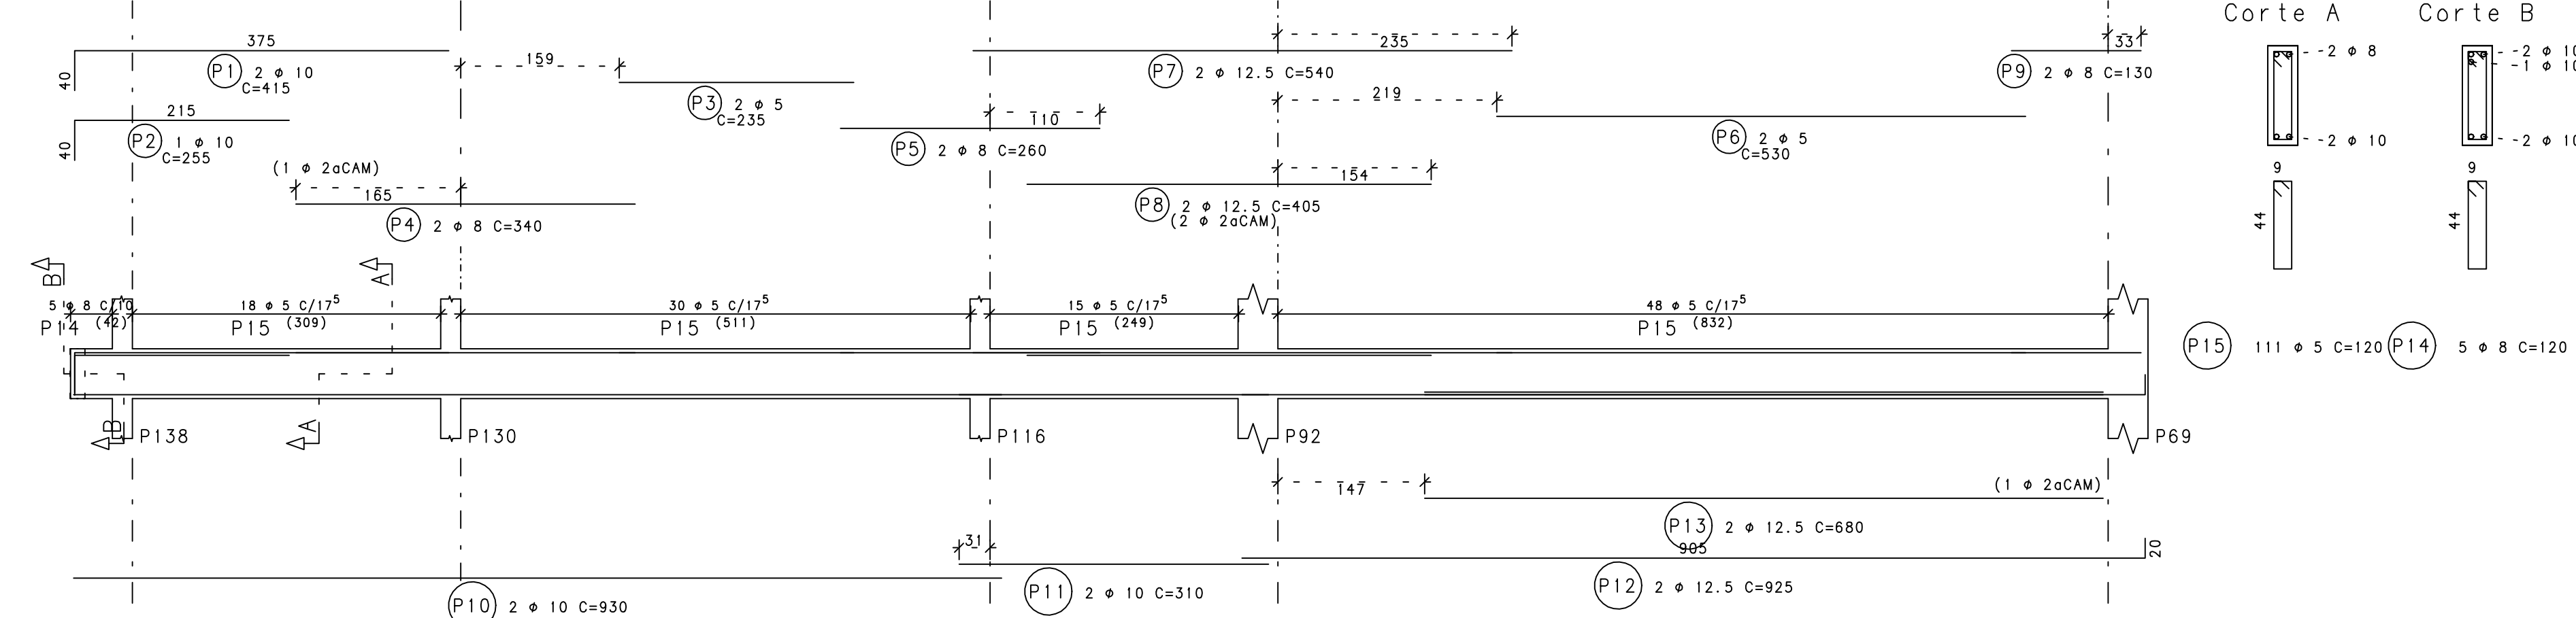 Corte A
Corte B
375
159
235
33
P1 2 ø 10
C=415
40
P7 2 ø 12.5 C=540
P9 2 ø 8 C=130
P3 2 ø 5
C=235
219
215
110
P2 1 ø 10
C=255
40
P5 2 ø 8 C=260
P6 2 ø 5
C=530
(1 ø 2aCAM)
165
154
P4 2 ø 8 C=340
P8 2 ø 12.5 C=405
(2 ø 2aCAM)
-2 ø 8
-2 ø 10
-2 ø 10
-1 ø 10
-2 ø 10
9
9
44
44
B
A
5 ø 8 C/10
18 ø 5 C/17⁵
30 ø 5 C/17⁵
15 ø 5 C/17⁵
48 ø 5 C/17⁵
P14 (42)
P15 (309)
P15 (511)
P15 (249)
P15 (832)
P15 111 ø 5 C=120
P14 5 ø 8 C=120
B
A
P138
P130
P116
P92
P69
147
(1 ø 2aCAM)
P13 2 ø 12.5 C=680
31
905
20
P10 2 ø 10 C=930
P11 2 ø 10 C=310
P12 2 ø 12.5 C=925